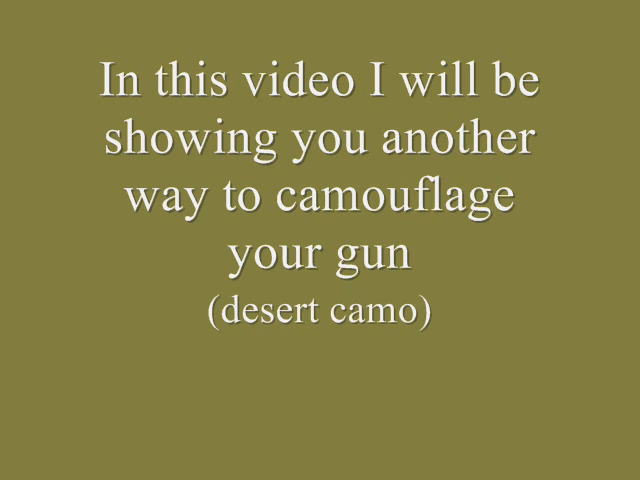 In this video I will be
showing you another
way to camouflage
your gun
(desert camo)